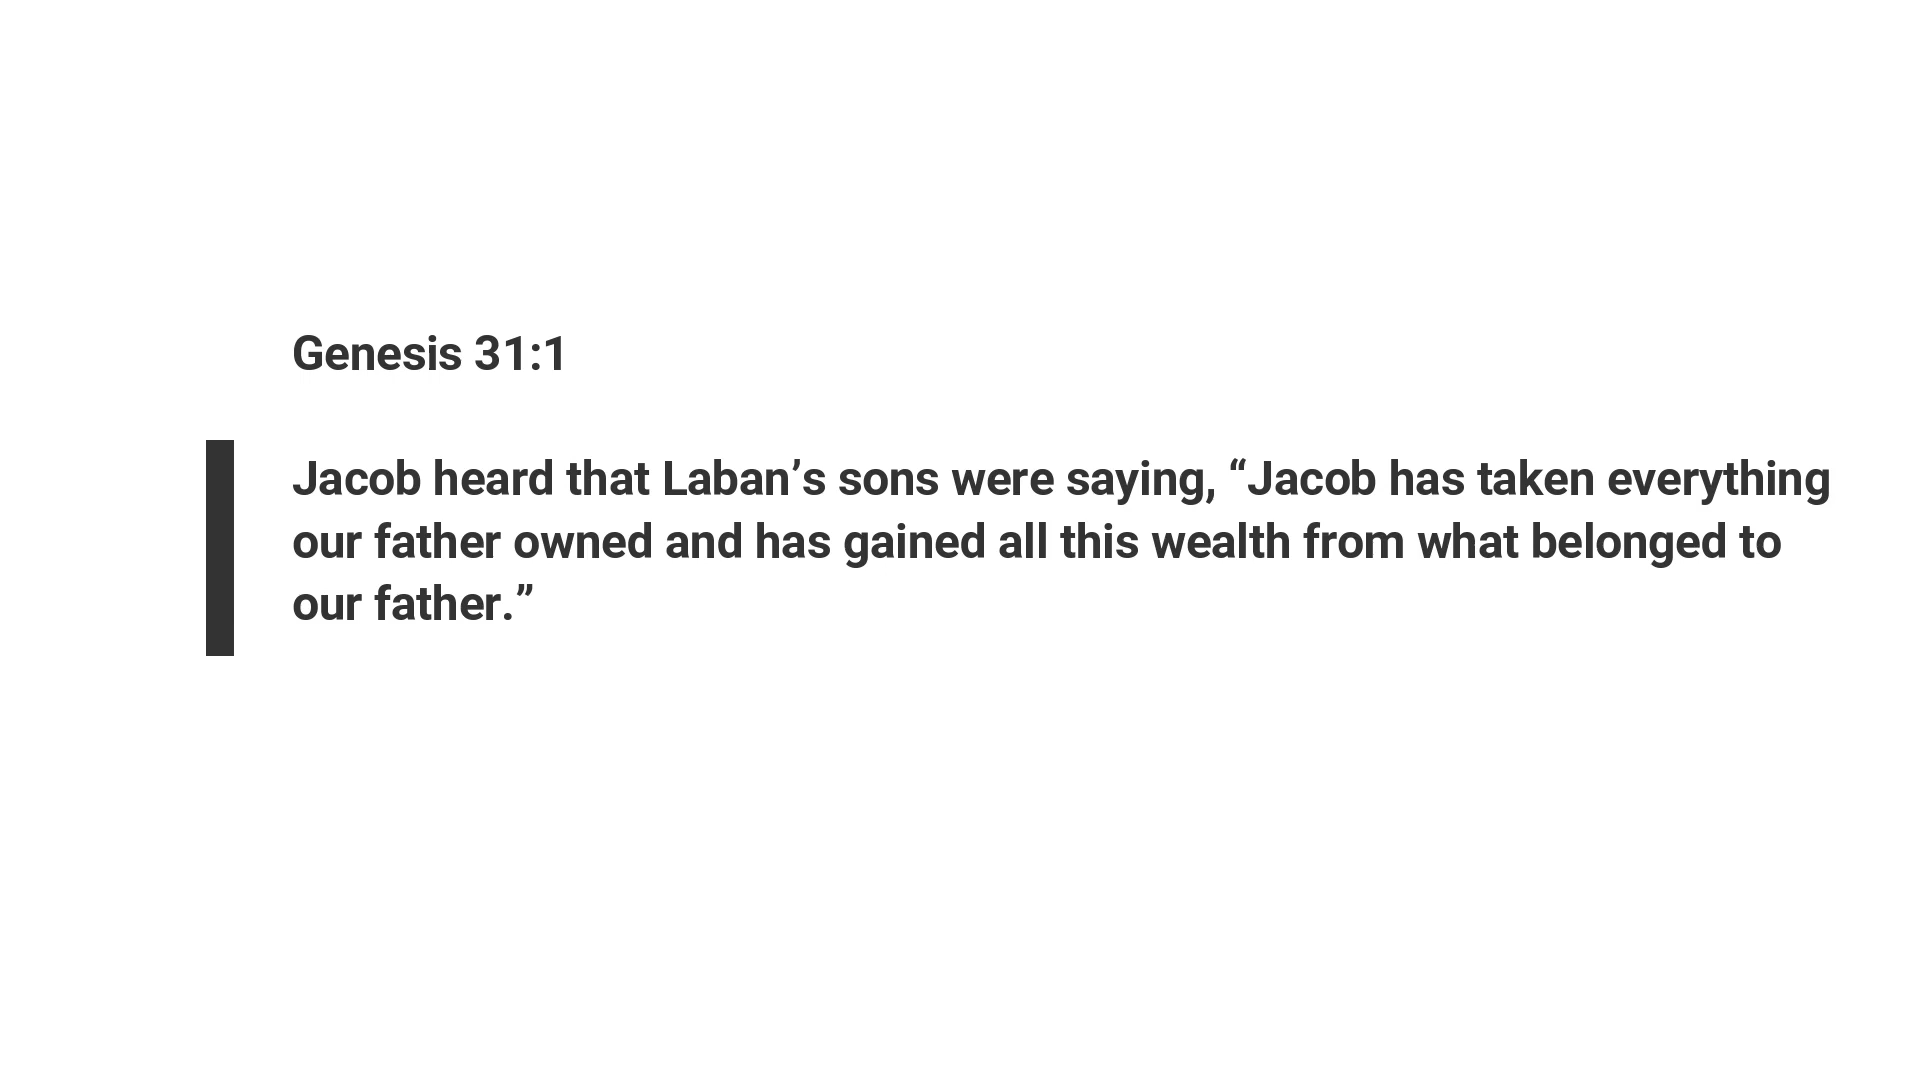 Genesis 31:1
Jacob heard that Laban’s sons were saying, “Jacob has taken everything
our father owned and has gained all this wealth from what belonged to
our father.”